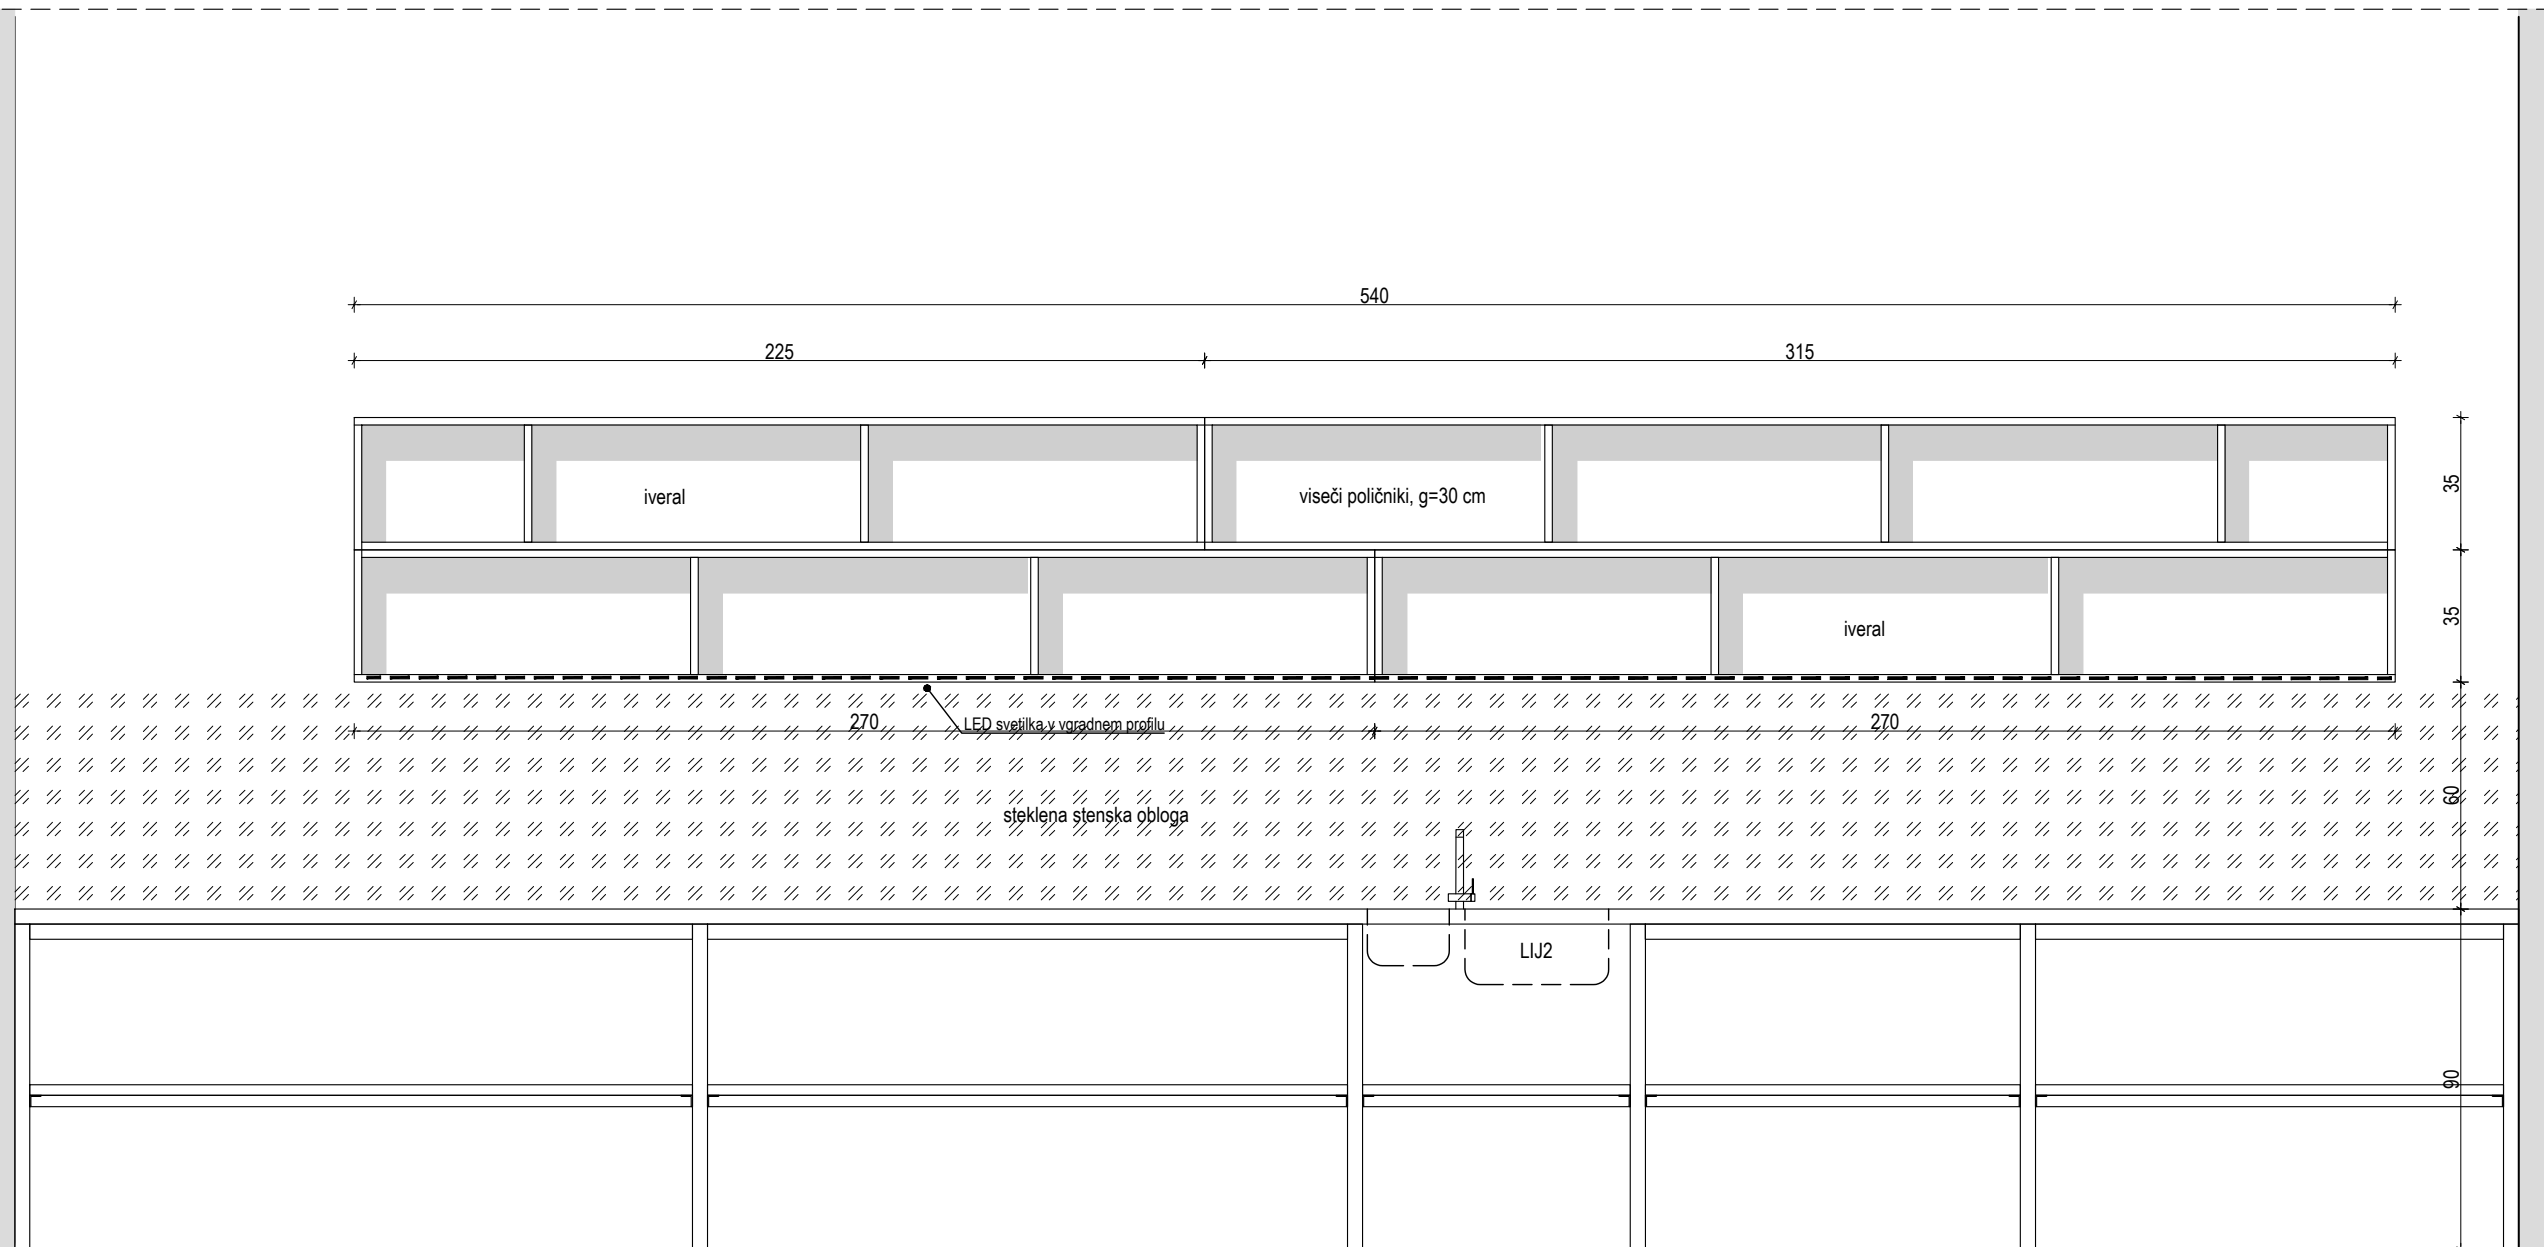 540
225
315
iveral
viseči poličniki, g=30 cm
35
iveral
35
270
LED svetilka v vgradnem profilu
270
steklena stenska obloga
60
LIJ2
90